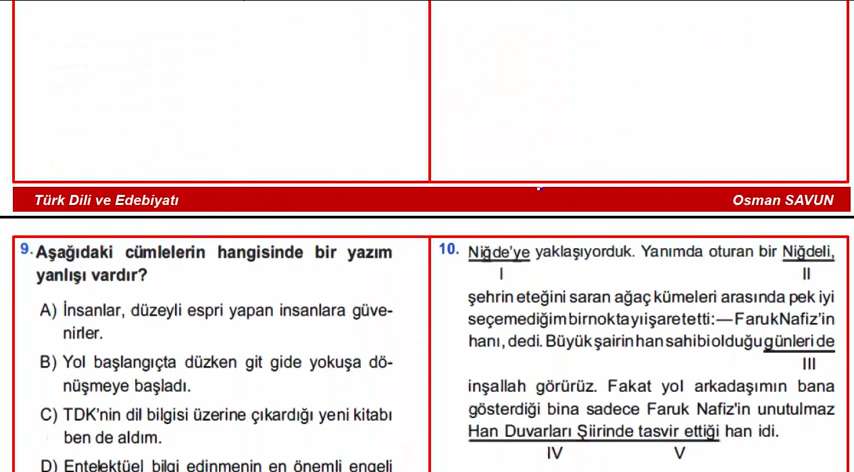 Türk Dili ve Edebiyatı
Osman SAVUN
9. Aşağıdaki cümlelerin hangisinde bir yazım
yanlışı vardır?
A) İnsanlar, düzeyli espri yapan insanlara güve-
nirler.
B) Yol başlangıçta düzken git gide yokuşa dö-
nüşmeye başladı.
C) TDK'nin dil bilgisi üzerine çıkardığı yeni kitabı
ben de aldım.
D) Entelektüel bilgi edinmenin en önemli engeli
10. Niğde'ye yaklaşıyorduk. Yanımda oturan bir Niğdeli,
I II
şehrin eteğini saran ağaç kümeleri arasında pek iyi
seçemediğim bir noktayı işaret etti: — Faruk Nafiz'in
hanı, dedi. Büyük şairin han sahibi olduğu günleri de
III
inşallah görürüz. Fakat yol arkadaşımın bana
gösterdiği bina sadece Faruk Nafiz'in unutulmaz
Han Duvarları Şiirinde tasvir ettiği han idi.
IV V